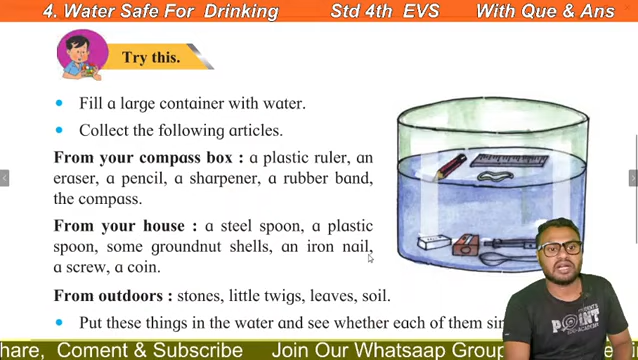 4. Water Safe For Drinking Std 4th EVS With Que & Ans
Try this.
• Fill a large container with water.
• Collect the following articles.
From your compass box : a plastic ruler, an
eraser, a pencil, a sharpener, a rubber band,
the compass.
From your house : a steel spoon, a plastic
spoon, some groundnut shells, an iron nail,
a screw, a coin.
From outdoors : stones, little twigs, leaves, soil.
• Put these things in the water and see whether each of them
hare, Coment & Subscribe Join Our Whatsaap Group